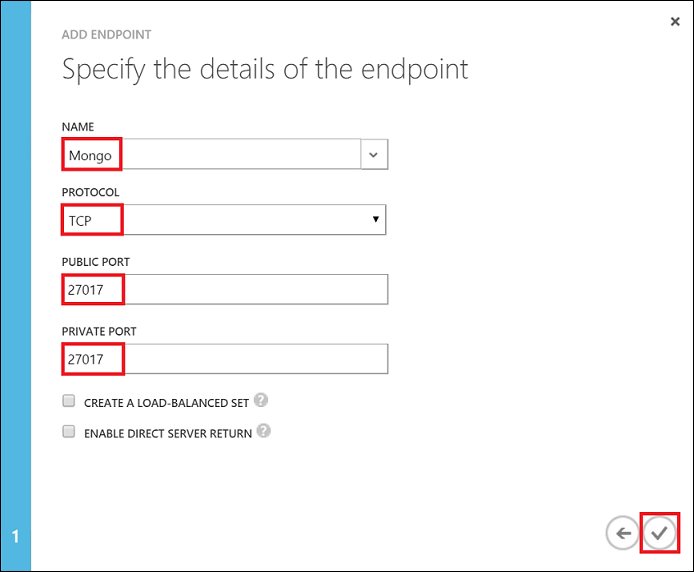 ADD ENDPOINT
Specify the details of the endpoint
NAME
Mongo
PROTOCOL
TCP
PUBLIC PORT
27017
PRIVATE PORT
27017
CREATE A LOAD-BALANCED SET ?
ENABLE DIRECT SERVER RETURN ?
1